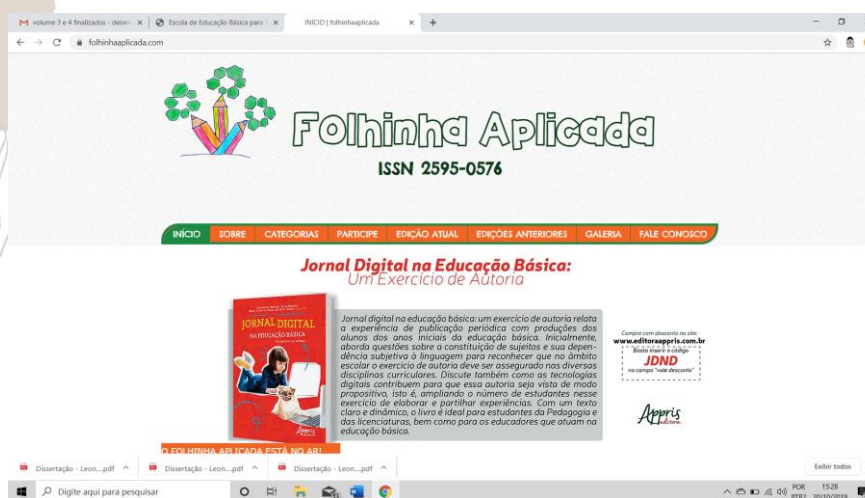 volume 3 e 4 finalizados - deisen
Escola de Educação Básica para
INÍCIO | folhinhaaplicada
folhinhaaplicada.com
Folhinha Aplicada
ISSN 2595-0576
INÍCIO SOBRE CATEGORIAS PARTICIPE EDIÇÃO ATUAL EDIÇÕES ANTERIORES GALERIA FALE CONOSCO
Jornal Digital na Educação Básica:
Um Exercício de Autoria
JORNAL DIGITAL
NA EDUCAÇÃO BÁSICA
Appris
Jornal digital na educação básica: um exercício de autoria relata
a experiência de publicação periódica com produções dos
alunos dos anos iniciais da educação básica. Inicialmente,
aborda questões sobre a constituição de sujeitos e sua depen-
dência subjetiva à linguagem para reconhecer que no âmbito
escolar o exercício de autoria deve ser assegurado nas diversas
disciplinas curriculares. Discute também como as tecnologias
digitais contribuem para que essa autoria seja vista de modo
propositivo, isto é, ampliando o número de estudantes nesse
exercício de elaborar e partilhar experiências. Com um texto
claro e dinâmico, o livro é ideal para estudantes da Pedagogia e
das licenciaturas, bem como para os educadores que atuam na
educação básica.
Compre com desconto no site:
www.editoraappris.com.br
Basta inserir o código
JDND
no campo "vale desconto"
Appris
editora
O FOLHINHA APLICADA ESTÁ NO AR!
Dissertação - Leon....pdf
Dissertação - Leon....pdf
Dissertação - Leon....pdf
Exibir todos
Digite aqui para pesquisar
POR
PTB2
15:28
20/10/2019